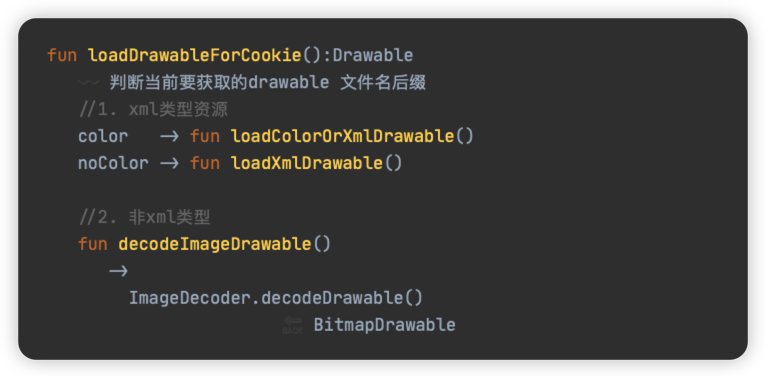 fun loadDrawableForCookie():Drawable
判断当前要获取的drawable 文件名后缀
//1. xml类型资源
color -> fun loadColorOrXmlDrawable()
noColor -> fun loadXmlDrawable()
//2. 非xml类型
fun decodeImageDrawable()
->
ImageDecoder.decodeDrawable()
BitmapDrawable